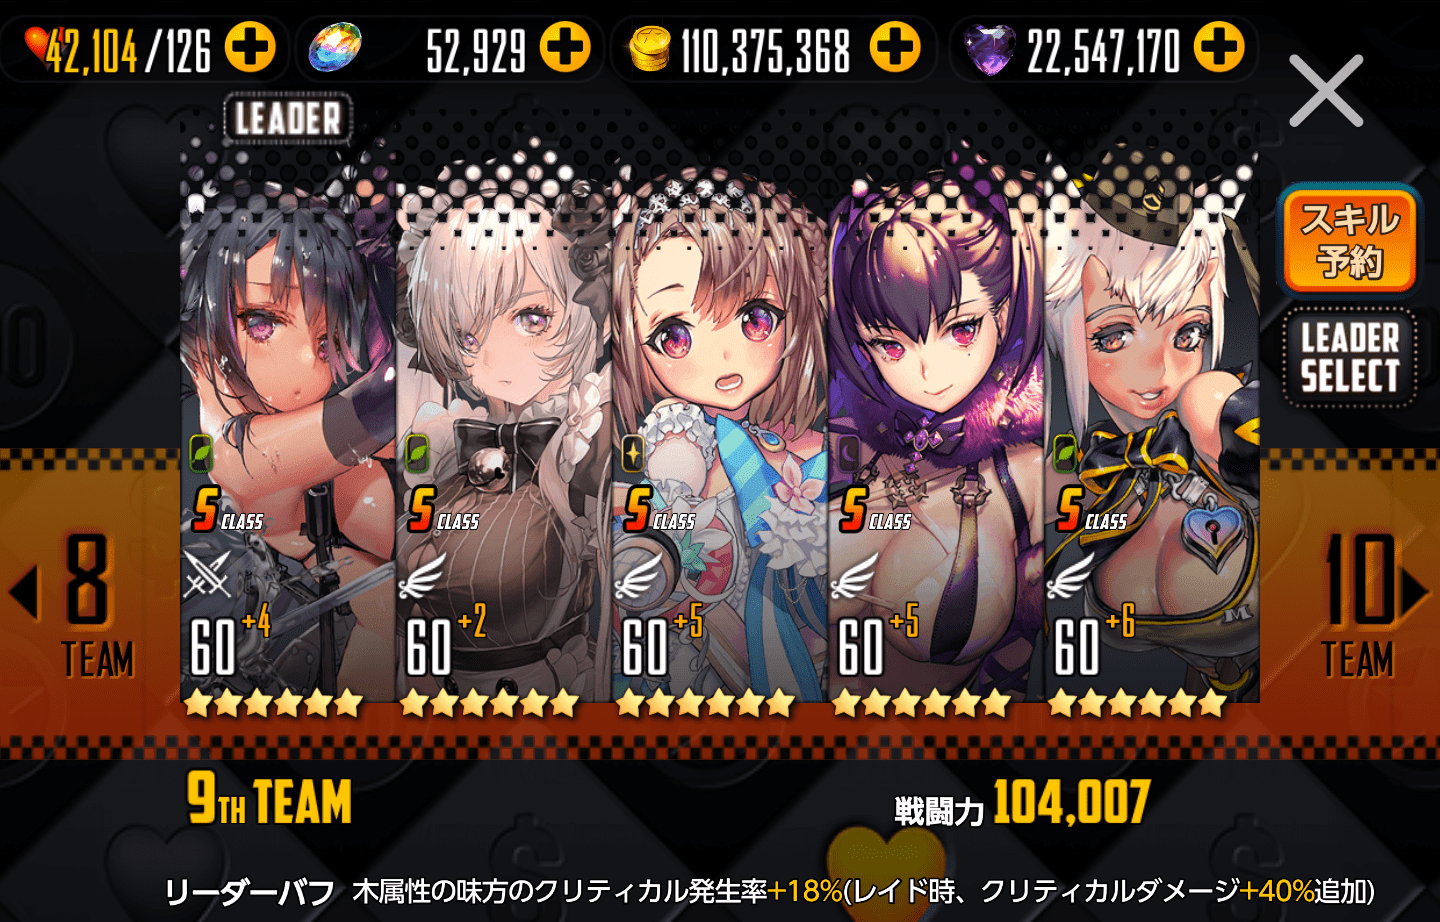 42,104/126
52,929
110,375,368
22,547,170
LEADER
スキル
予約
LEADER
SELECT
S CLASS
S CLASS
S CLASS
S CLASS
S CLASS
60 +4
60 +2
60 +5
60 +5
60 +6
M
8
TEAM
10
TEAM
9TH TEAM
戦闘力 104,007
リーダーバフ 木属性の味方のクリティカル発生率+18%(レイド時、クリティカルダメージ+40%追加)